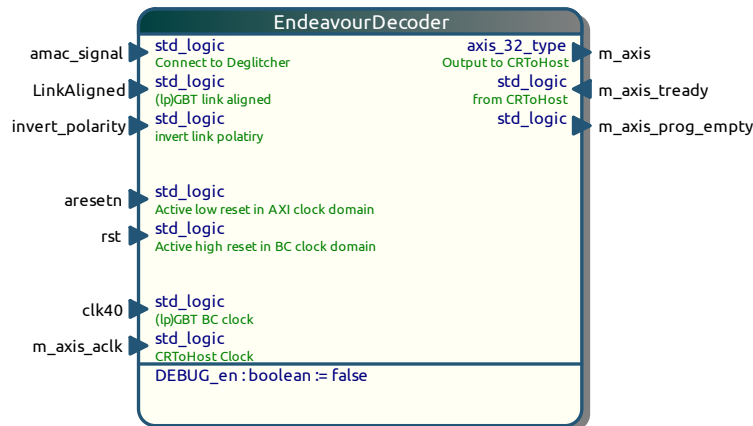 EndeavourDecoder
amac_signal std_logic axis_32_type m_axis
Connect to Deglitcher Output to CRToHost
LinkAligned std_logic std_logic m_axis_tready
(lp)GBT link aligned from CRToHost
invert_polarity std_logic std_logic m_axis_prog_empty
invert link polatiry
aresetn std_logic
Active low reset in AXI clock domain
rst std_logic
Active high reset in BC clock domain
clk40 std_logic
(lp)GBT BC clock
m_axis_aclk std_logic
CRToHost Clock
DEBUG_en : boolean := false